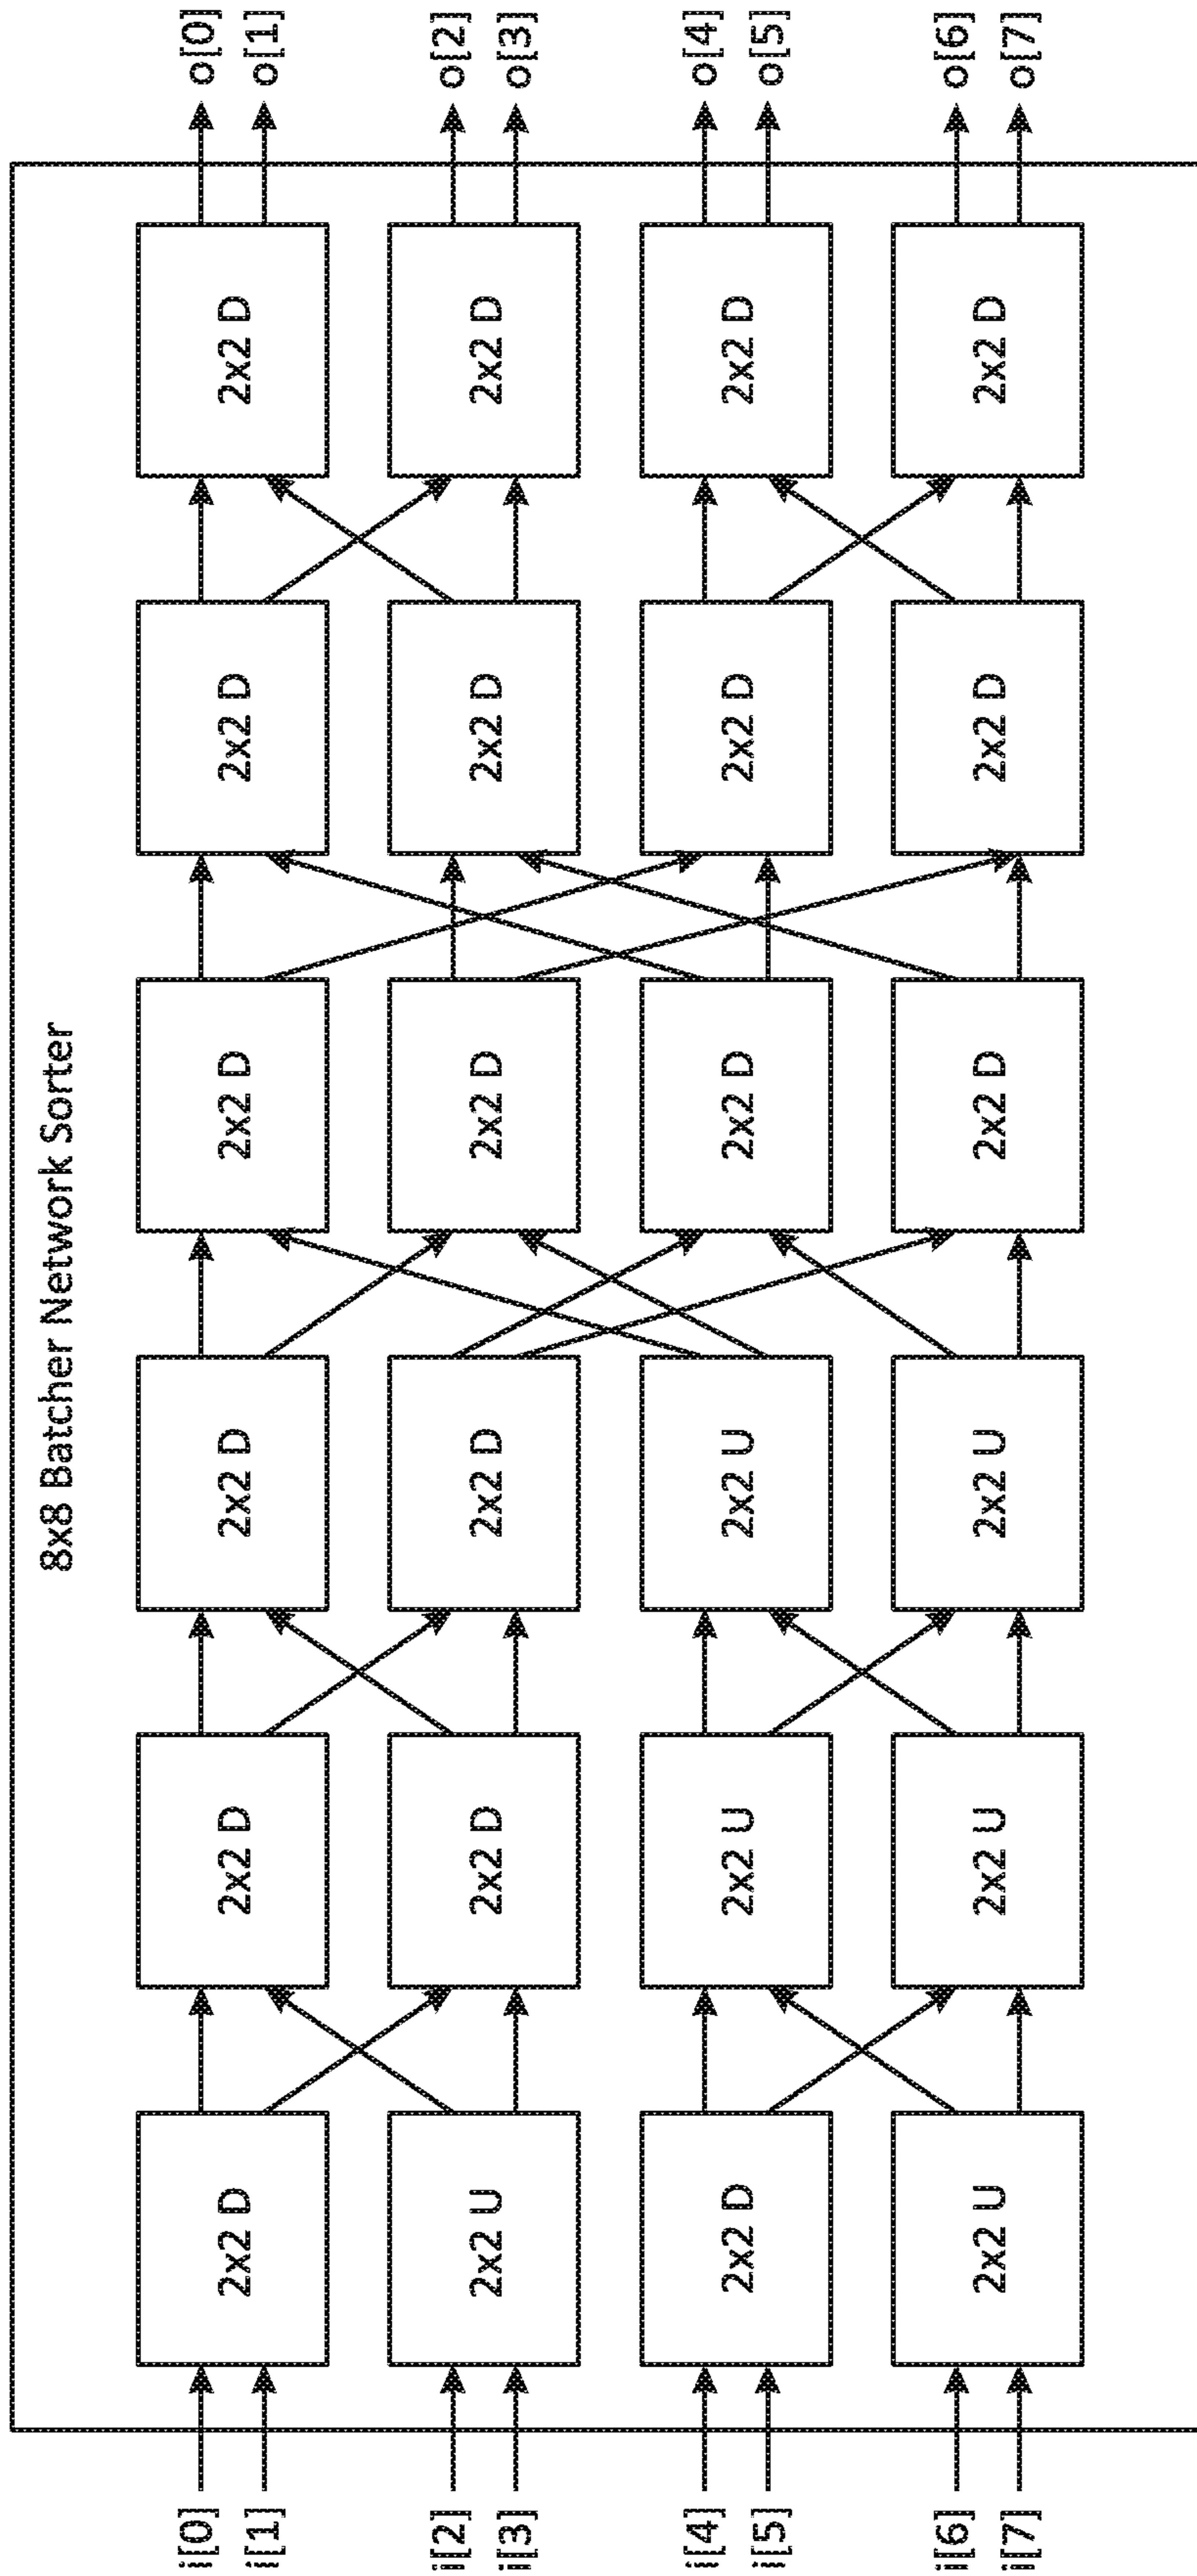 8x8 Batcher Network Sorter
i[0]
i[1]
i[2]
i[3]
i[4]
i[5]
i[6]
i[7]
2x2 D
2x2 U
2x2 D
2x2 U
2x2 D
2x2 D
2x2 U
2x2 U
2x2 D
2x2 D
2x2 U
2x2 U
2x2 D
2x2 D
2x2 D
2x2 D
2x2 D
2x2 D
2x2 D
2x2 D
2x2 D
2x2 D
2x2 D
2x2 D
o[0]
o[1]
o[2]
o[3]
o[4]
o[5]
o[6]
o[7]